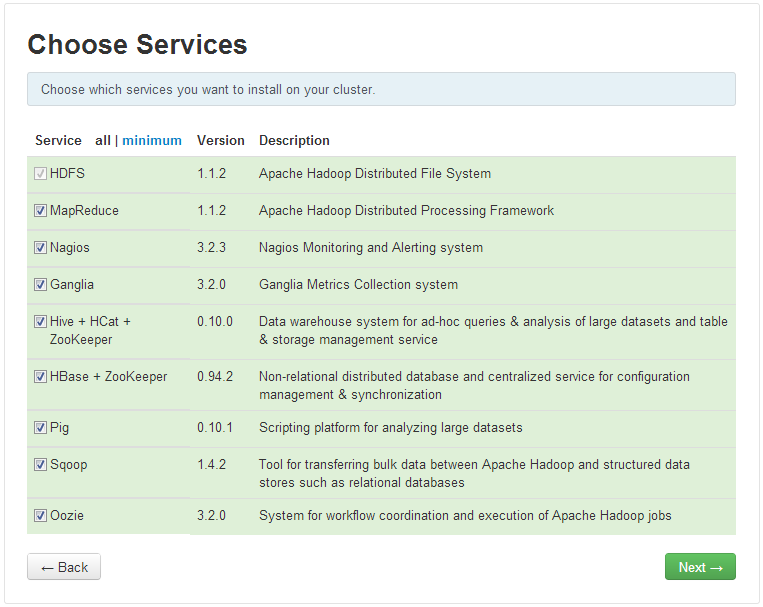 Choose Services
Choose which services you want to install on your cluster.
Service all | minimum Version Description
HDFS 1.1.2 Apache Hadoop Distributed File System
MapReduce 1.1.2 Apache Hadoop Distributed Processing Framework
Nagios 3.2.3 Nagios Monitoring and Alerting system
Ganglia 3.2.0 Ganglia Metrics Collection system
Hive + HCat + 0.10.0 Data warehouse system for ad-hoc queries & analysis of large datasets and table
ZooKeeper & storage management service
HBase + ZooKeeper 0.94.2 Non-relational distributed database and centralized service for configuration
management & synchronization
Pig 0.10.1 Scripting platform for analyzing large datasets
Sqoop 1.4.2 Tool for transferring bulk data between Apache Hadoop and structured data
stores such as relational databases
Oozie 3.2.0 System for workflow coordination and execution of Apache Hadoop jobs
← Back Next →